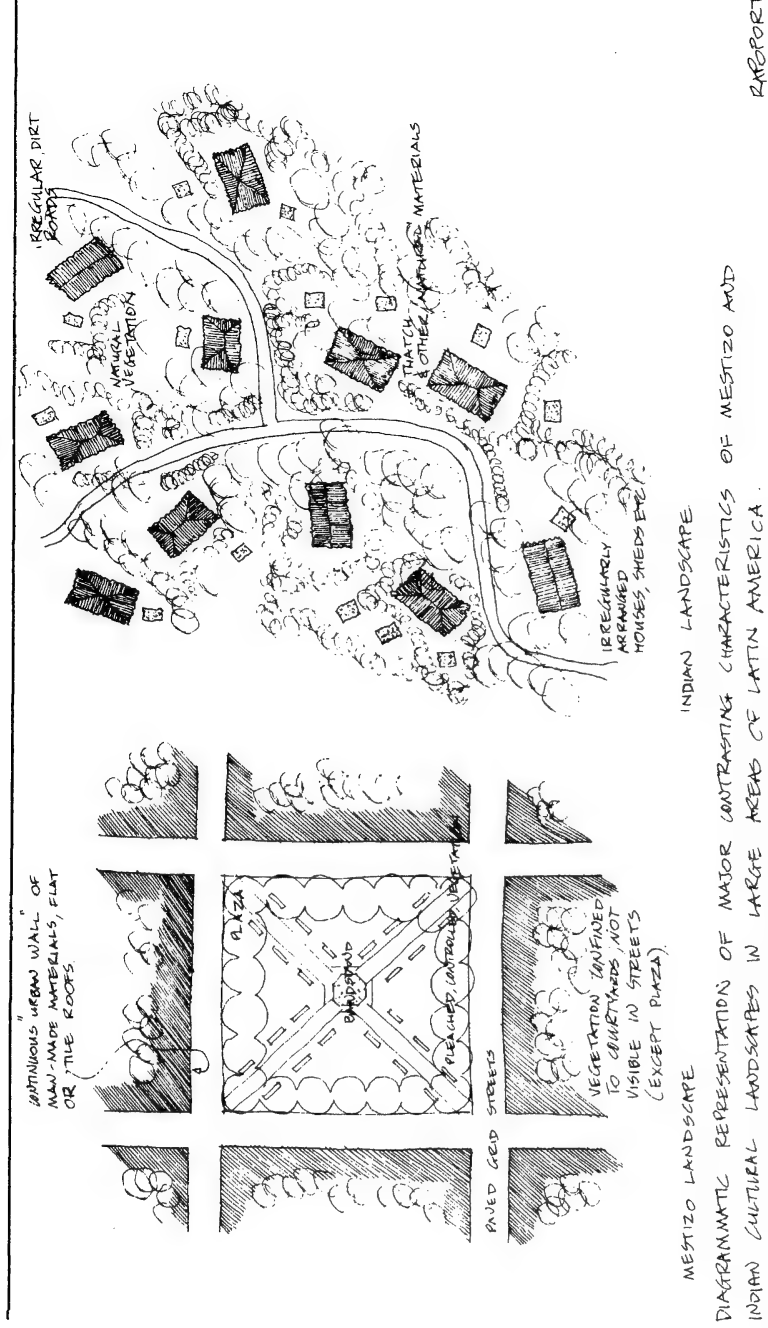 "CONTINUOUS URBAN WALL" OF
MAN-MADE MATERIALS, FLAT
OR TILE ROOFS
PLAZA
BANDSTAND
PLEACHED, CONTROLLED VEGETATION
PAVED GRID STREETS
VEGETATION CONFINED
TO COURTYARDS, NOT
VISIBLE IN STREETS
(EXCEPT PLAZA).
MESTIZO LANDSCAPE
IRREGULAR DIRT
ROADS
NATURAL
VEGETATION
THATCH
& OTHER NATURAL MATERIALS
IRREGULARLY
ARRANGED
HOUSES, SHEDS ETC.
INDIAN LANDSCAPE
DIAGRAMMATIC REPRESENTATION OF MAJOR CONTRASTING CHARACTERISTICS OF MESTIZO AND
INDIAN CULTURAL LANDSCAPES IN LARGE AREAS OF LATIN AMERICA.
RAPOPORT